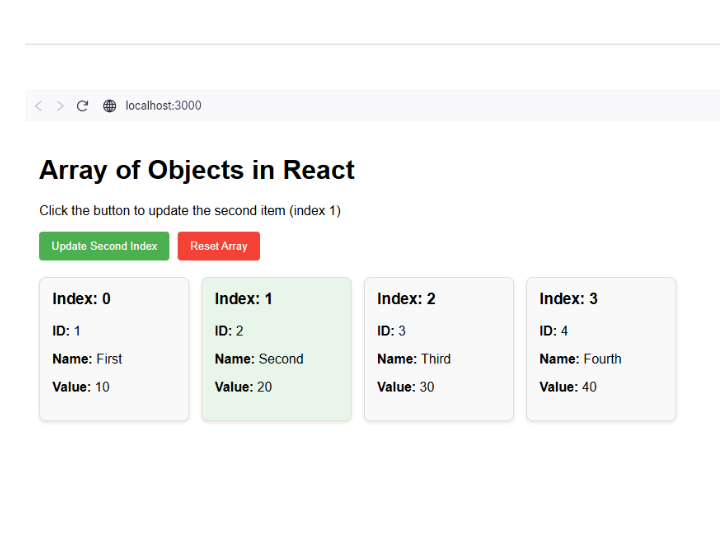 localhost:3000
Array of Objects in React
Click the button to update the second item (index 1)
Update Second Index
Reset Array
Index: 0
ID: 1
Name: First
Value: 10
Index: 1
ID: 2
Name: Second
Value: 20
Index: 2
ID: 3
Name: Third
Value: 30
Index: 3
ID: 4
Name: Fourth
Value: 40